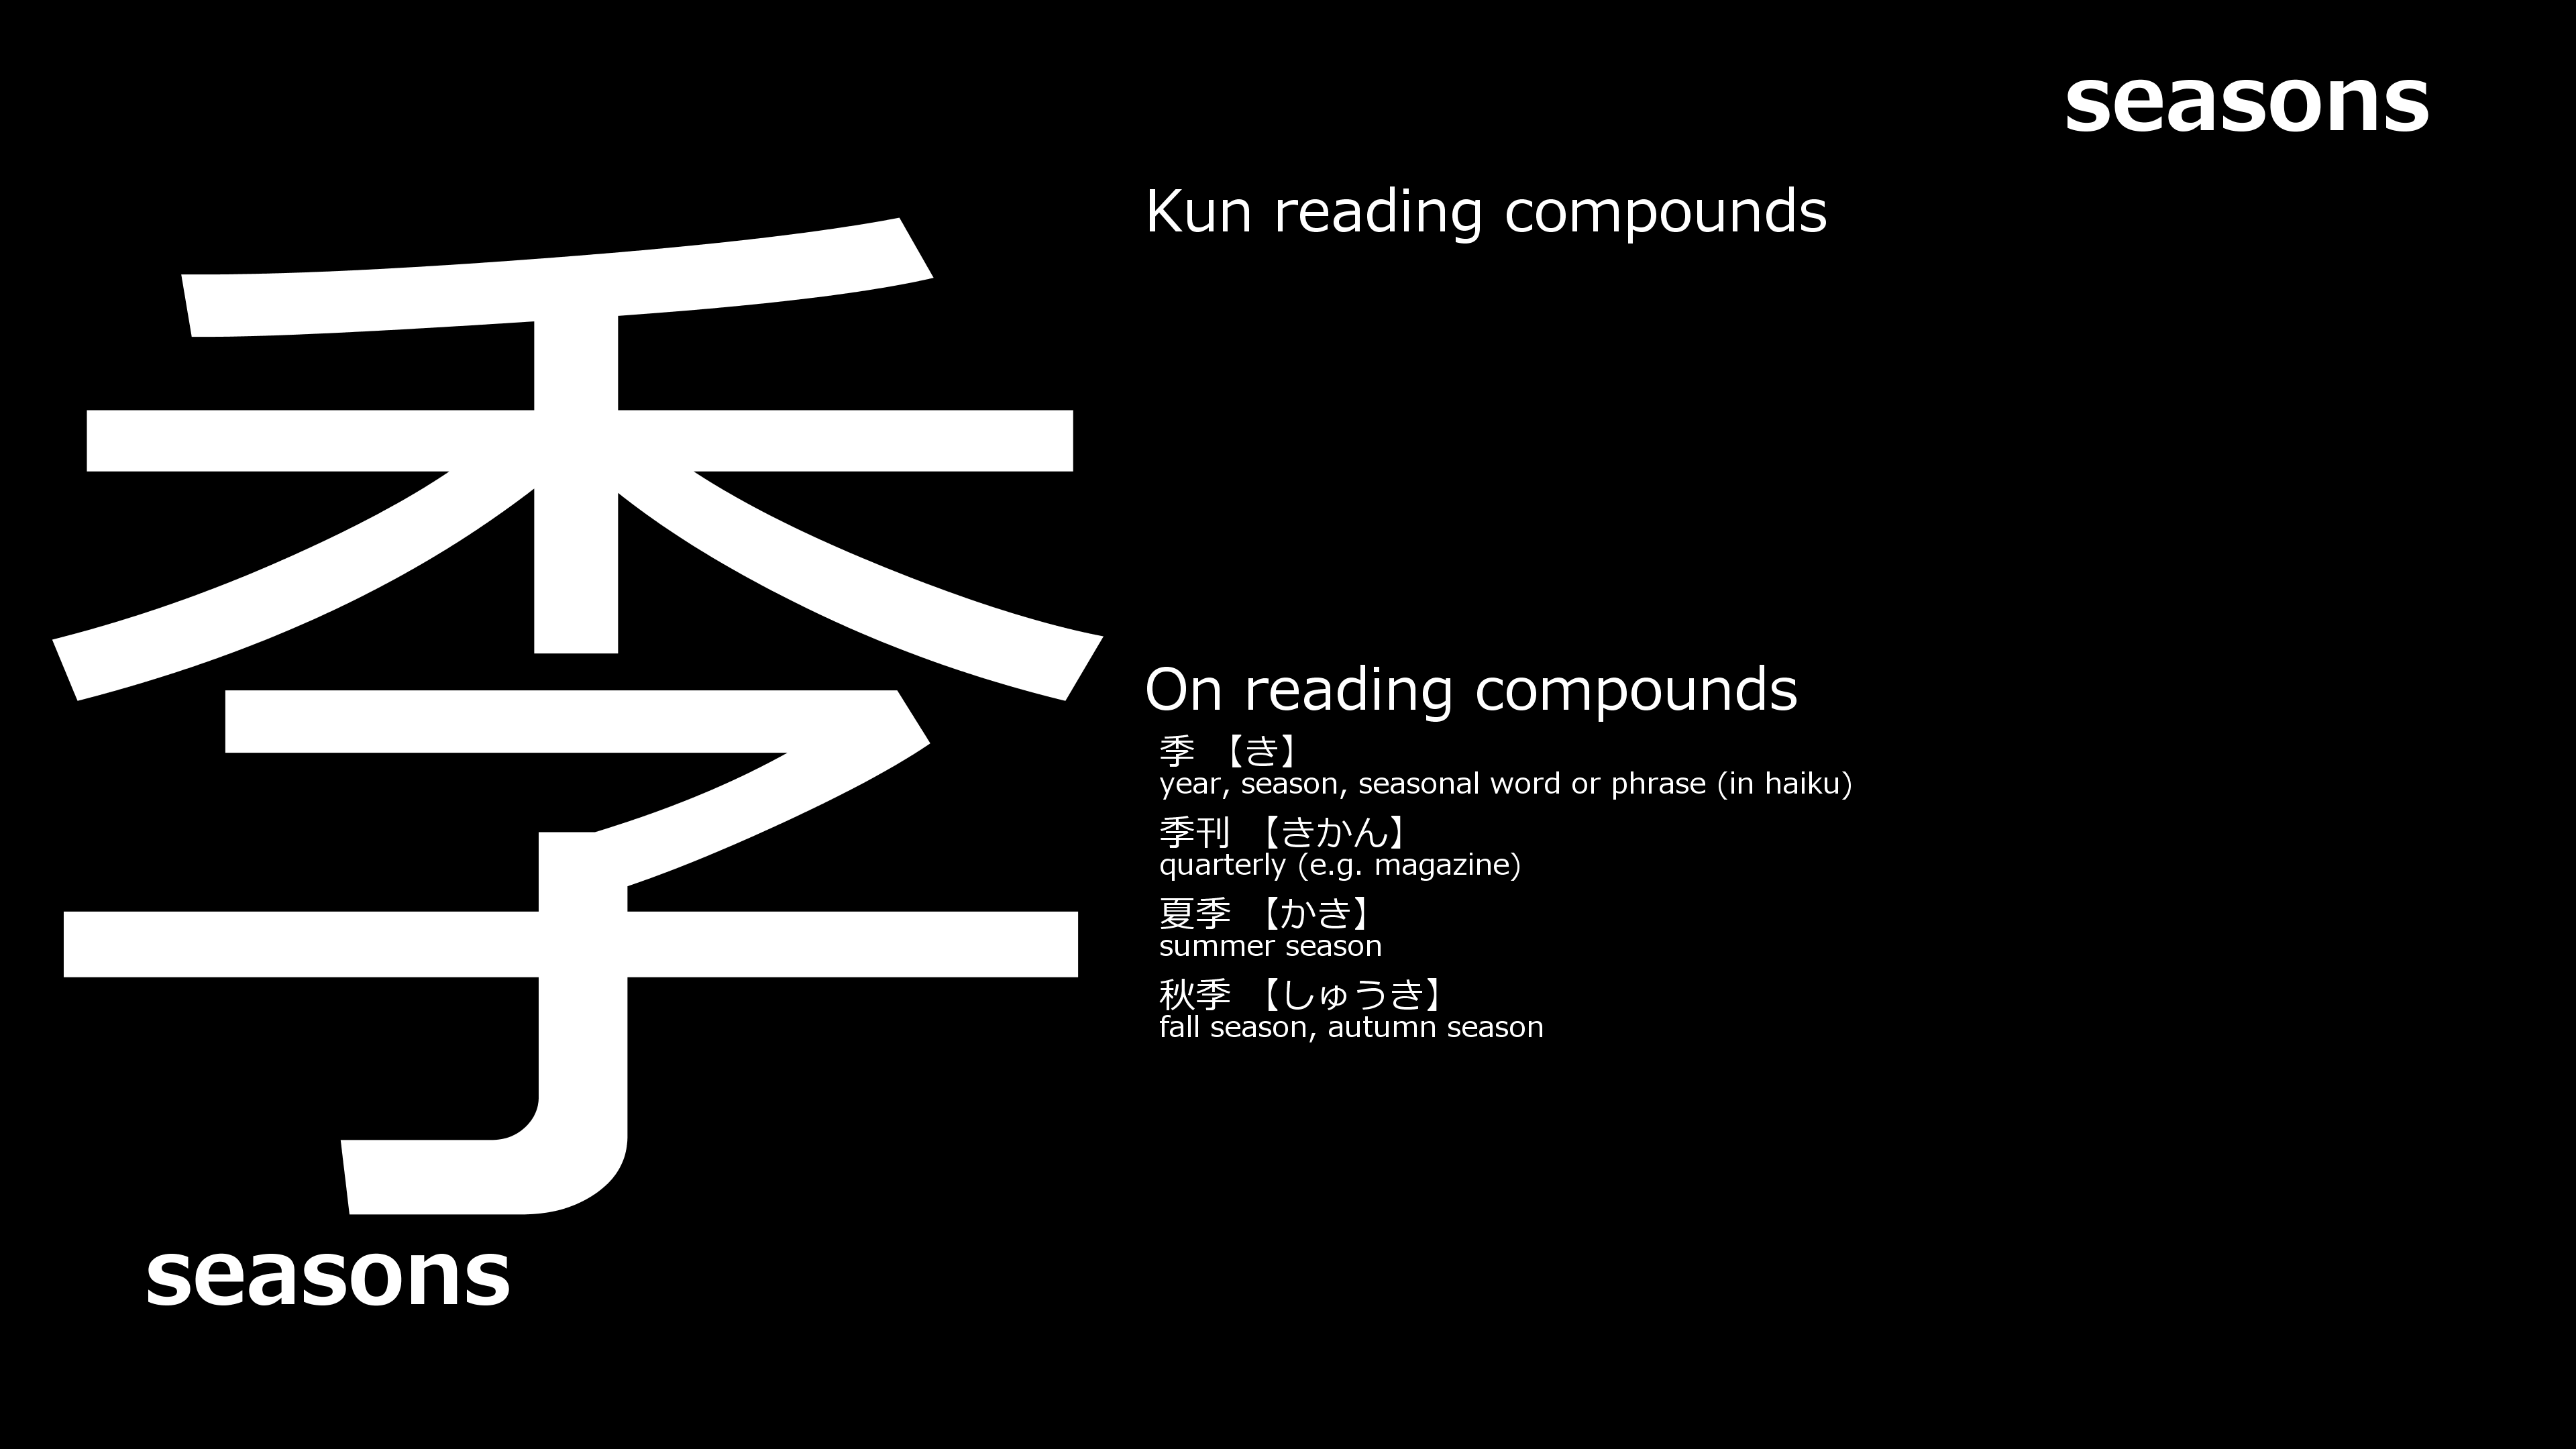 seasons
季
seasons
Kun reading compounds
On reading compounds
季 【き】
year, season, seasonal word or phrase (in haiku)
季刊 【きかん】
quarterly (e.g. magazine)
夏季 【かき】
summer season
秋季 【しゅうき】
fall season, autumn season